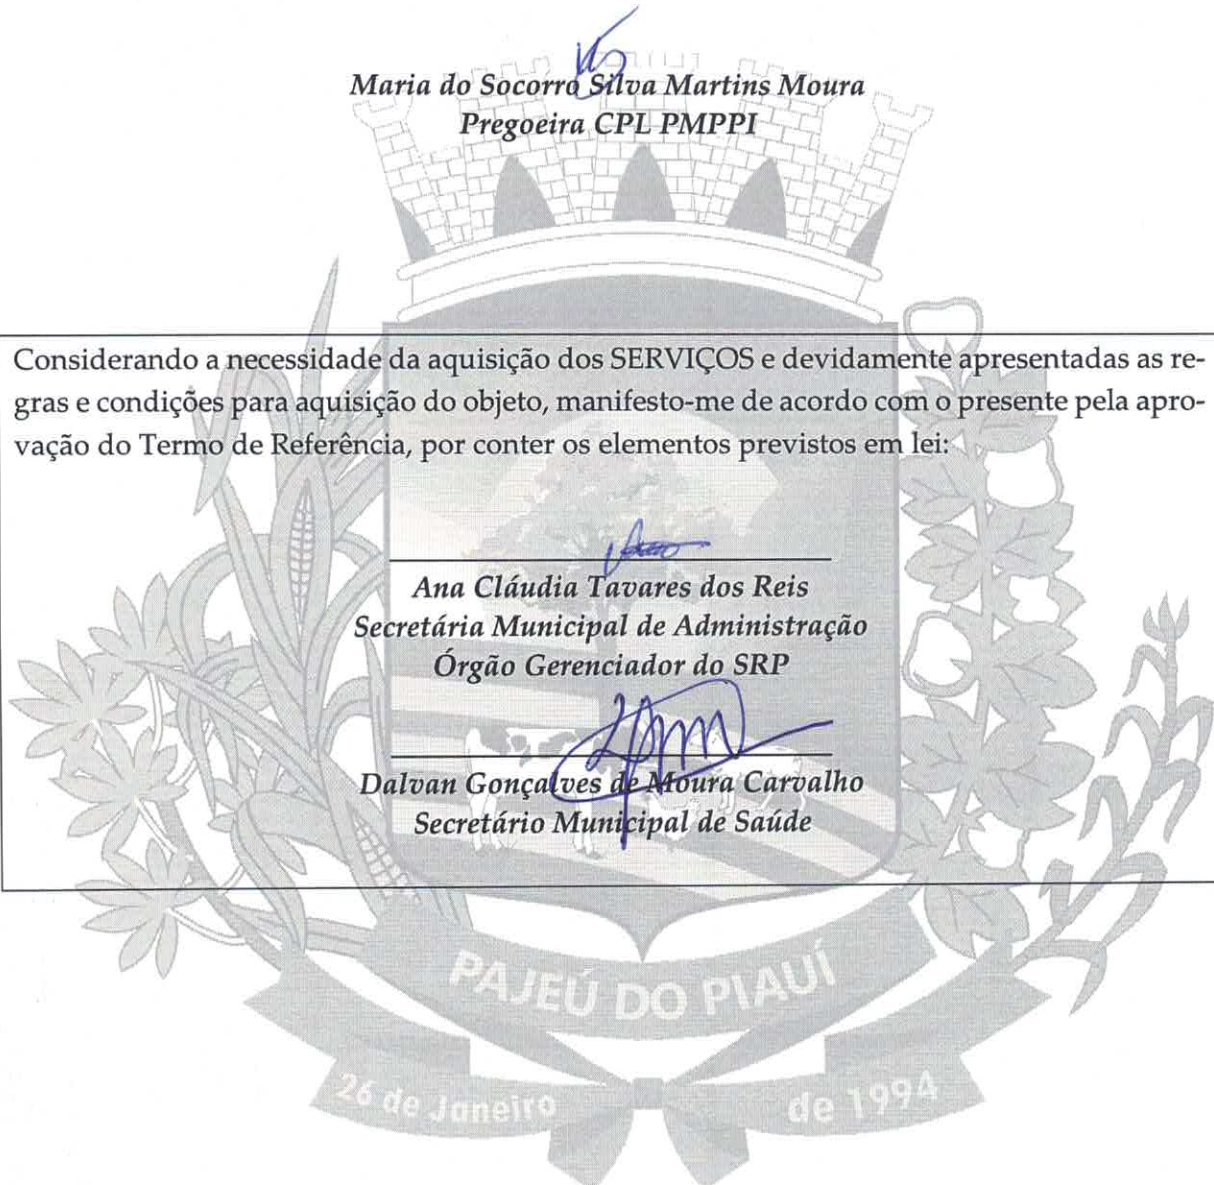 Maria do Socorro Silva Martins Moura
Pregoeira CPL PMPPI
Considerando a necessidade da aquisição dos SERVIÇOS e devidamente apresentadas as re-
gras e condições para aquisição do objeto, manifesto-me de acordo com o presente pela apro-
vação do Termo de Referência, por conter os elementos previstos em lei:
Ana Cláudia Tavares dos Reis
Secretária Municipal de Administração
Órgão Gerenciador do SRP
Dalvan Gonçalves de Moura Carvalho
Secretário Municipal de Saúde
PAJEÚ DO PIAUÍ
26 de Janeiro de 1994